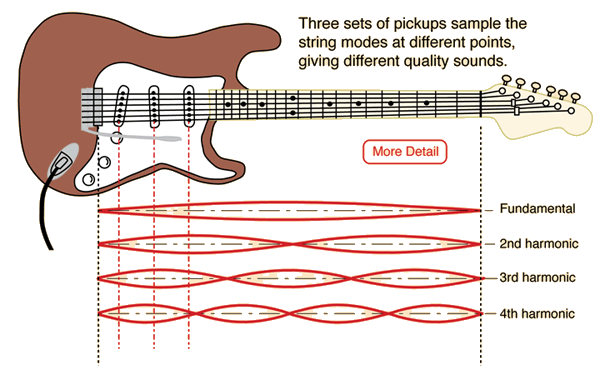 Three sets of pickups sample the
string modes at different points,
giving different quality sounds.
More Detail
Fundamental
2nd harmonic
3rd harmonic
4th harmonic